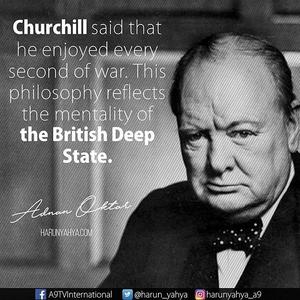 Churchill said that
he enjoyed every
second of war. This
philosophy reflects
the mentality of
the British Deep
State.
Adnan Oktar
HARUNYAHYA.COM
A9TVInternational @harun_yahya harunyahya_a9